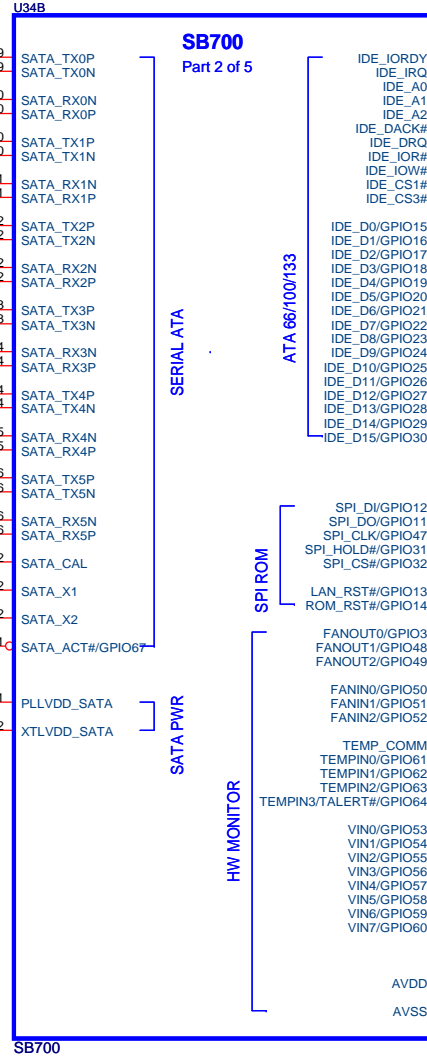 U34B
SB700
Part 2 of 5
SATA_TX0P
SATA_TX0N
SATA_RX0N
SATA_RX0P
SATA_TX1P
SATA_TX1N
SATA_RX1N
SATA_RX1P
SATA_TX2P
SATA_TX2N
SATA_RX2N
SATA_RX2P
SATA_TX3P
SATA_TX3N
SATA_RX3N
SATA_RX3P
SATA_TX4P
SATA_TX4N
SATA_RX4N
SATA_RX4P
SATA_TX5P
SATA_TX5N
SATA_RX5N
SATA_RX5P
SATA_CAL
SATA_X1
SATA_X2
SATA_ACT#/GPIO67
PLLVDD_SATA
XTLVDD_SATA
SERIAL ATA
SATA PWR
ATA 66/100/133
SPI ROM
HW MONITOR
IDE_IORDY
IDE_IRQ
IDE_A0
IDE_A1
IDE_A2
IDE_DACK#
IDE_DRQ
IDE_IOR#
IDE_IOW#
IDE_CS1#
IDE_CS3#
IDE_D0/GPIO15
IDE_D1/GPIO16
IDE_D2/GPIO17
IDE_D3/GPIO18
IDE_D4/GPIO19
IDE_D5/GPIO20
IDE_D6/GPIO21
IDE_D7/GPIO22
IDE_D8/GPIO23
IDE_D9/GPIO24
IDE_D10/GPIO25
IDE_D11/GPIO26
IDE_D12/GPIO27
IDE_D13/GPIO28
IDE_D14/GPIO29
IDE_D15/GPIO30
SPI_DI/GPIO12
SPI_DO/GPIO11
SPI_CLK/GPIO47
SPI_HOLD#/GPIO31
SPI_CS#/GPIO32
LAN_RST#/GPIO13
ROM_RST#/GPIO14
FANOUT0/GPIO3
FANOUT1/GPIO48
FANOUT2/GPIO49
FANIN0/GPIO50
FANIN1/GPIO51
FANIN2/GPIO52
TEMP_COMM
TEMPIN0/GPIO61
TEMPIN1/GPIO62
TEMPIN2/GPIO63
TEMPIN3/TALERT#/GPIO64
VIN0/GPIO53
VIN1/GPIO54
VIN2/GPIO55
VIN3/GPIO56
VIN4/GPIO57
VIN5/GPIO58
VIN6/GPIO59
VIN7/GPIO60
AVDD
AVSS
SB700